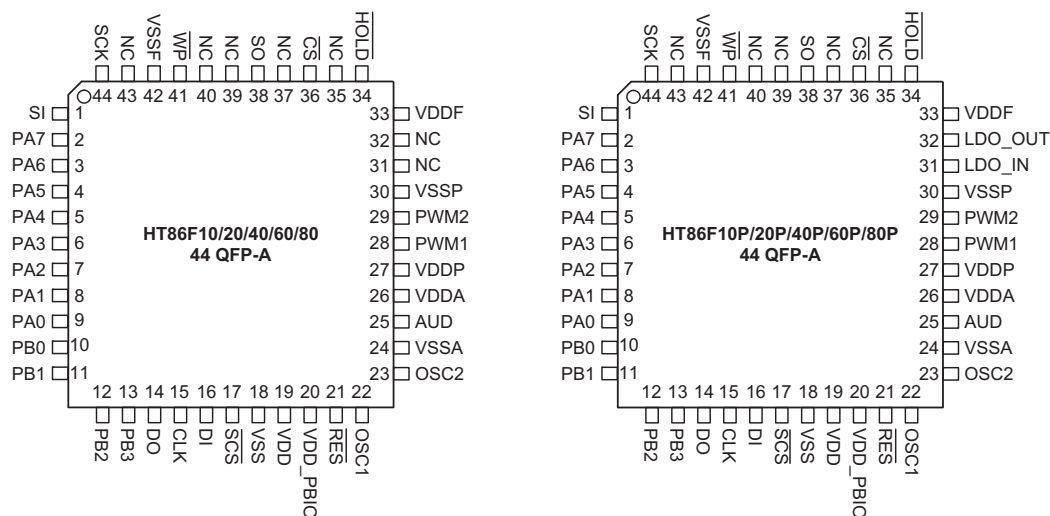 SCK NC VSSF WP NC NC SO NC CS NC HOLD
44 43 42 41 40 39 38 37 36 35 34
SI 1
PA7 2
PA6 3
PA5 4
PA4 5
PA3 6
PA2 7
PA1 8
PA0 9
PB0 10
PB1 11
33 VDDF
32 NC
31 NC
30 VSSP
29 PWM2
28 PWM1
27 VDDP
26 VDDA
25 AUD
24 VSSA
23 OSC2
HT86F10/20/40/60/80
44 QFP-A
12 13 14 15 16 17 18 19 20 21 22
PB2 PB3 DO CLK DI SCS VSS VDD VDD_PBIO RES OSC1
SCK NC VSSF WP NC NC SO NC CS NC HOLD
44 43 42 41 40 39 38 37 36 35 34
SI 1
PA7 2
PA6 3
PA5 4
PA4 5
PA3 6
PA2 7
PA1 8
PA0 9
PB0 10
PB1 11
33 VDDF
32 LDO_OUT
31 LDO_IN
30 VSSP
29 PWM2
28 PWM1
27 VDDP
26 VDDA
25 AUD
24 VSSA
23 OSC2
HT86F10P/20P/40P/60P/80P
44 QFP-A
12 13 14 15 16 17 18 19 20 21 22
PB2 PB3 DO CLK DI SCS VSS VDD VDD_PBIO RES OSC1